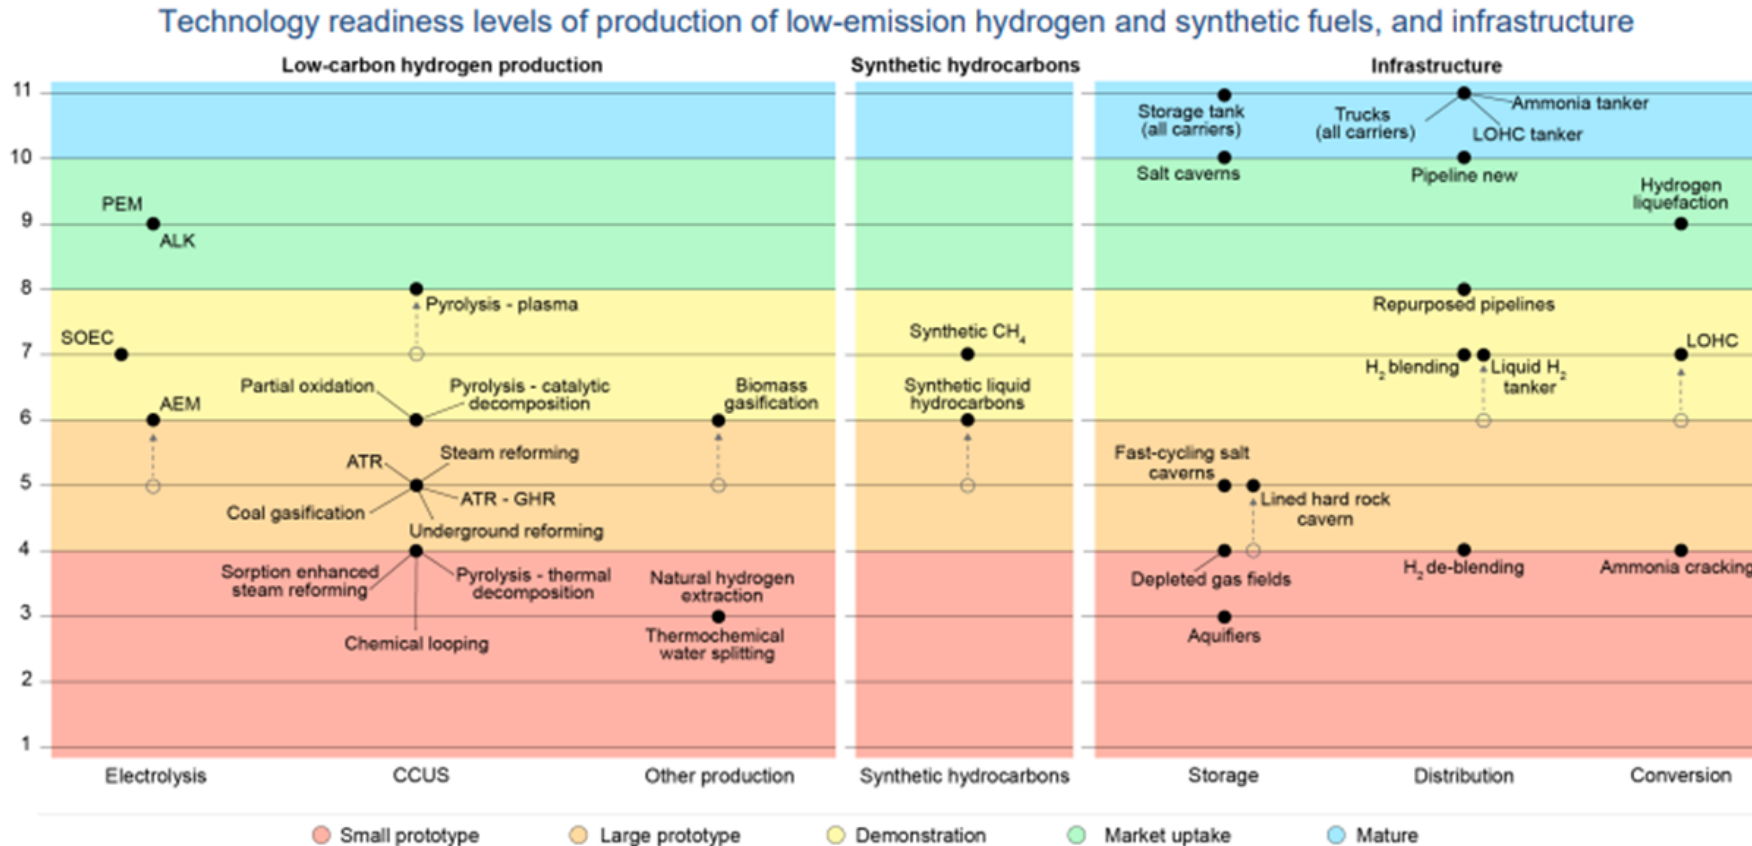 Technology readiness levels of production of low-emission hydrogen and synthetic fuels, and infrastructure
Low-carbon hydrogen production
Synthetic hydrocarbons
Infrastructure
11
10
9
8
7
6
5
4
3
2
1
PEM
ALK
SOEC
AEM
Pyrolysis - plasma
Partial oxidation
Pyrolysis - catalytic
decomposition
ATR
Steam reforming
ATR - GHR
Coal gasification
Underground reforming
Sorption enhanced
steam reforming
Pyrolysis - thermal
decomposition
Chemical looping
Biomass
gasification
Natural hydrogen
extraction
Thermochemical
water splitting
Synthetic CH4
Synthetic liquid
hydrocarbons
Storage tank
(all carriers)
Salt caverns
Fast-cycling salt
caverns
Lined hard rock
cavern
Depleted gas fields
Aquifiers
Trucks
(all carriers)
Ammonia tanker
LOHC tanker
Pipeline new
Repurposed pipelines
H2 blending
Liquid H2
tanker
H2 de-blending
Hydrogen
liquefaction
LOHC
Ammonia cracking
Electrolysis
CCUS
Other production
Synthetic hydrocarbons
Storage
Distribution
Conversion
Small prototype
Large prototype
Demonstration
Market uptake
Mature